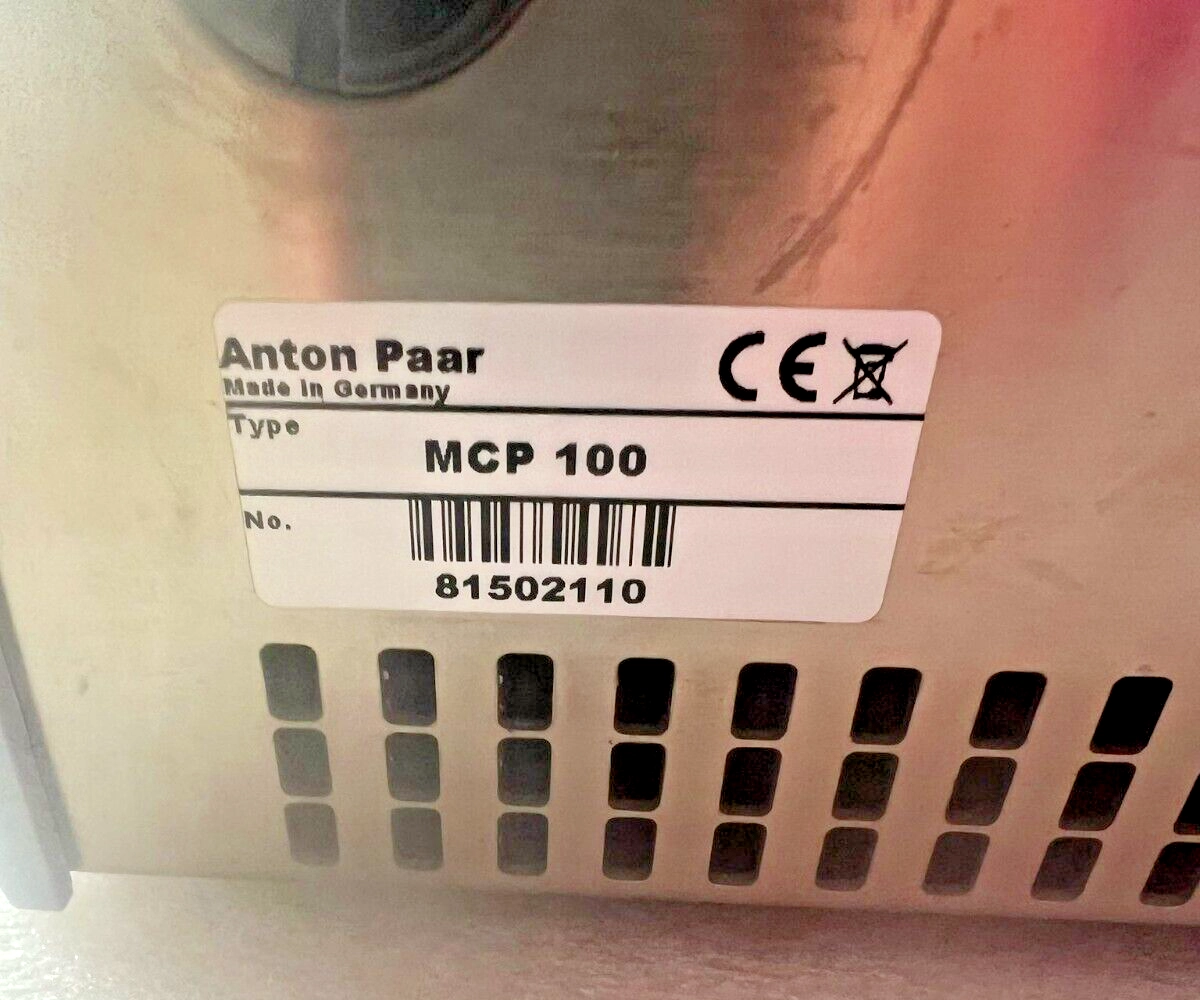 Anton Paar
Made in Germany
Type
MCP 100
No.
81502110